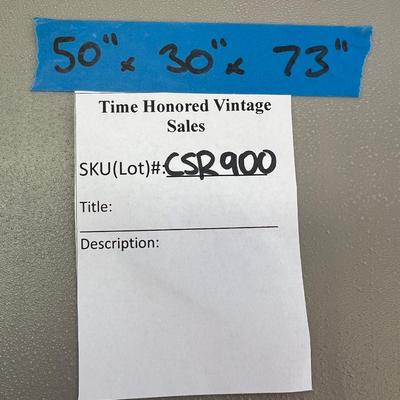 50" x 30" x 73"
Time Honored Vintage
Sales
SKU(Lot)#:CSR900
Title:
Description: